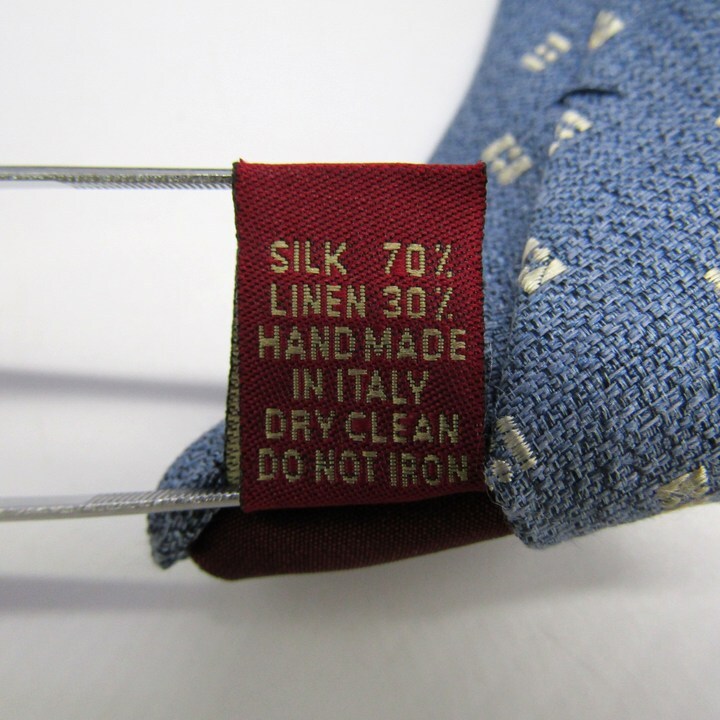 SILK 70%
LINEN 30%
HAND MADE
IN ITALY
DRY CLEAN
DO NOT IRON